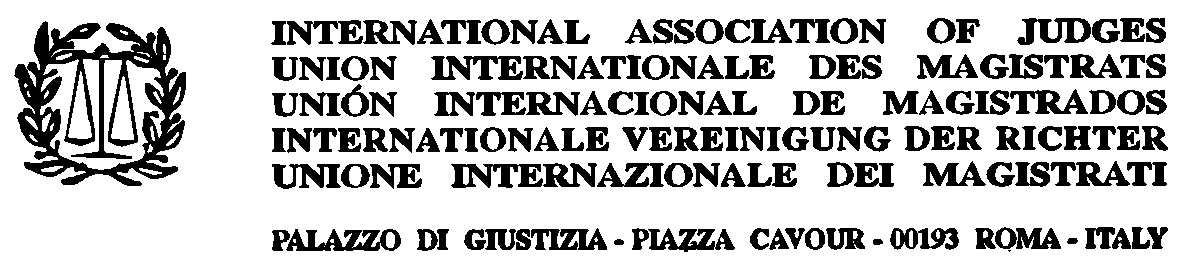 INTERNATIONAL ASSOCIATION OF JUDGES
UNION INTERNATIONALE DES MAGISTRATS
UNIÓN INTERNACIONAL DE MAGISTRADOS
INTERNATIONALE VEREINIGUNG DER RICHTER
UNIONE INTERNAZIONALE DEI MAGISTRATI
PALAZZO DI GIUSTIZIA - PIAZZA CAVOUR - 00193 ROMA - ITALY